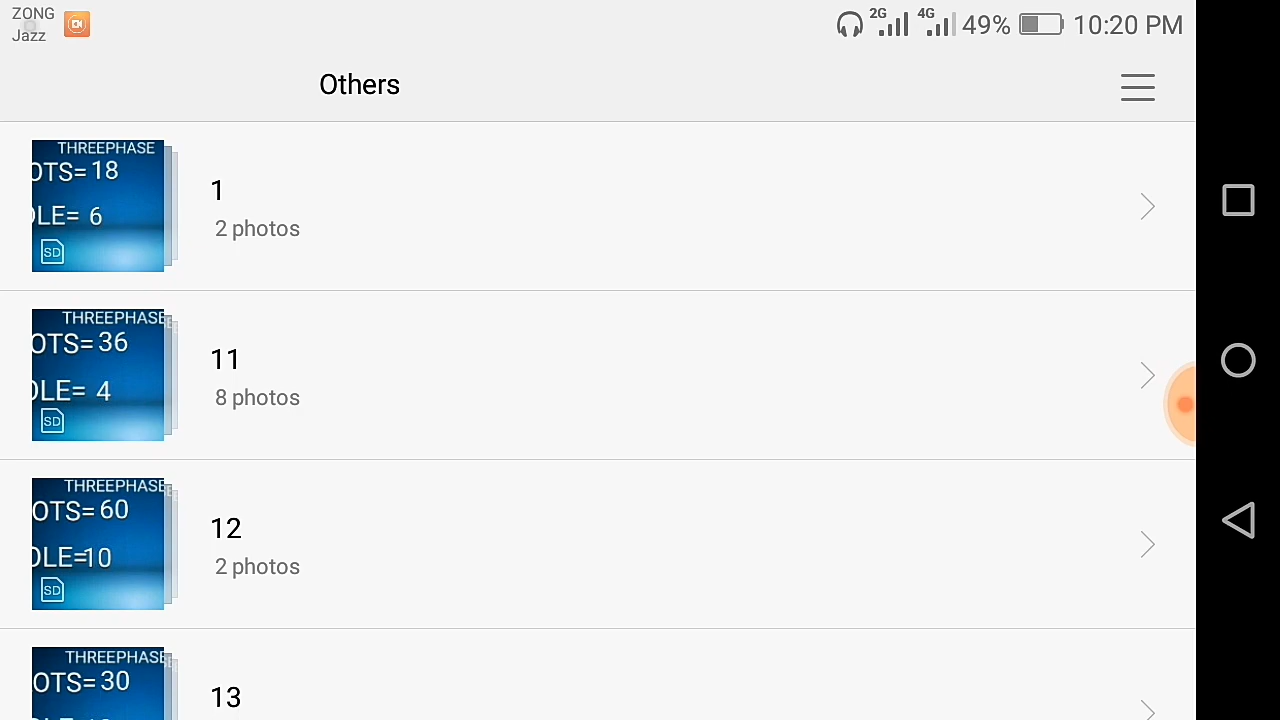 ZONG
Jazz
2G 4G 49% 10:20 PM
Others
THREEPHASE
OTS= 18
OLE= 6
SD
1
2 photos
THREEPHASE
OTS= 36
OLE= 4
SD
11
8 photos
THREEPHASE
OTS= 60
OLE=10
SD
12
2 photos
THREEPHASE
OTS= 30
13